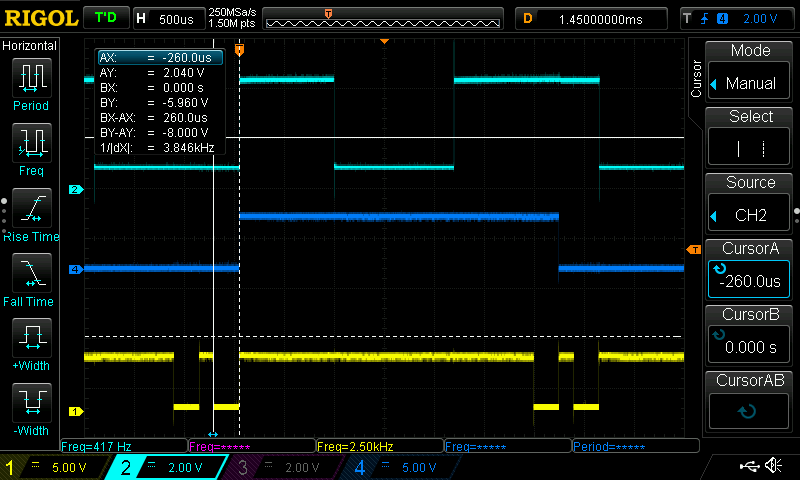 RIGOL T'D H 500us 250MSa/s 1.50M pts T D 1.45000000ms T 4 2.00 V
Horizontal
Period
Freq
Rise Time
Fall Time
+Width
-Width
AX: = -260.0us
AY: = 2.040 V
BX: = 0.000 s
BY: = -5.960 V
BX-AX: = 260.0us
BY-AY: = -8.000 V
1/|dX|: = 3.846kHz
T
2
4
1
T
Cursor
Mode
Manual
Select
Source
CH2
CursorA
-260.0us
CursorB
0.000 s
CursorAB
Freq=417 Hz Freq=***** Freq=2.50kHz Freq=***** Period=*****
1 5.00 V 2 2.00 V 3 2.00 V 4 5.00 V